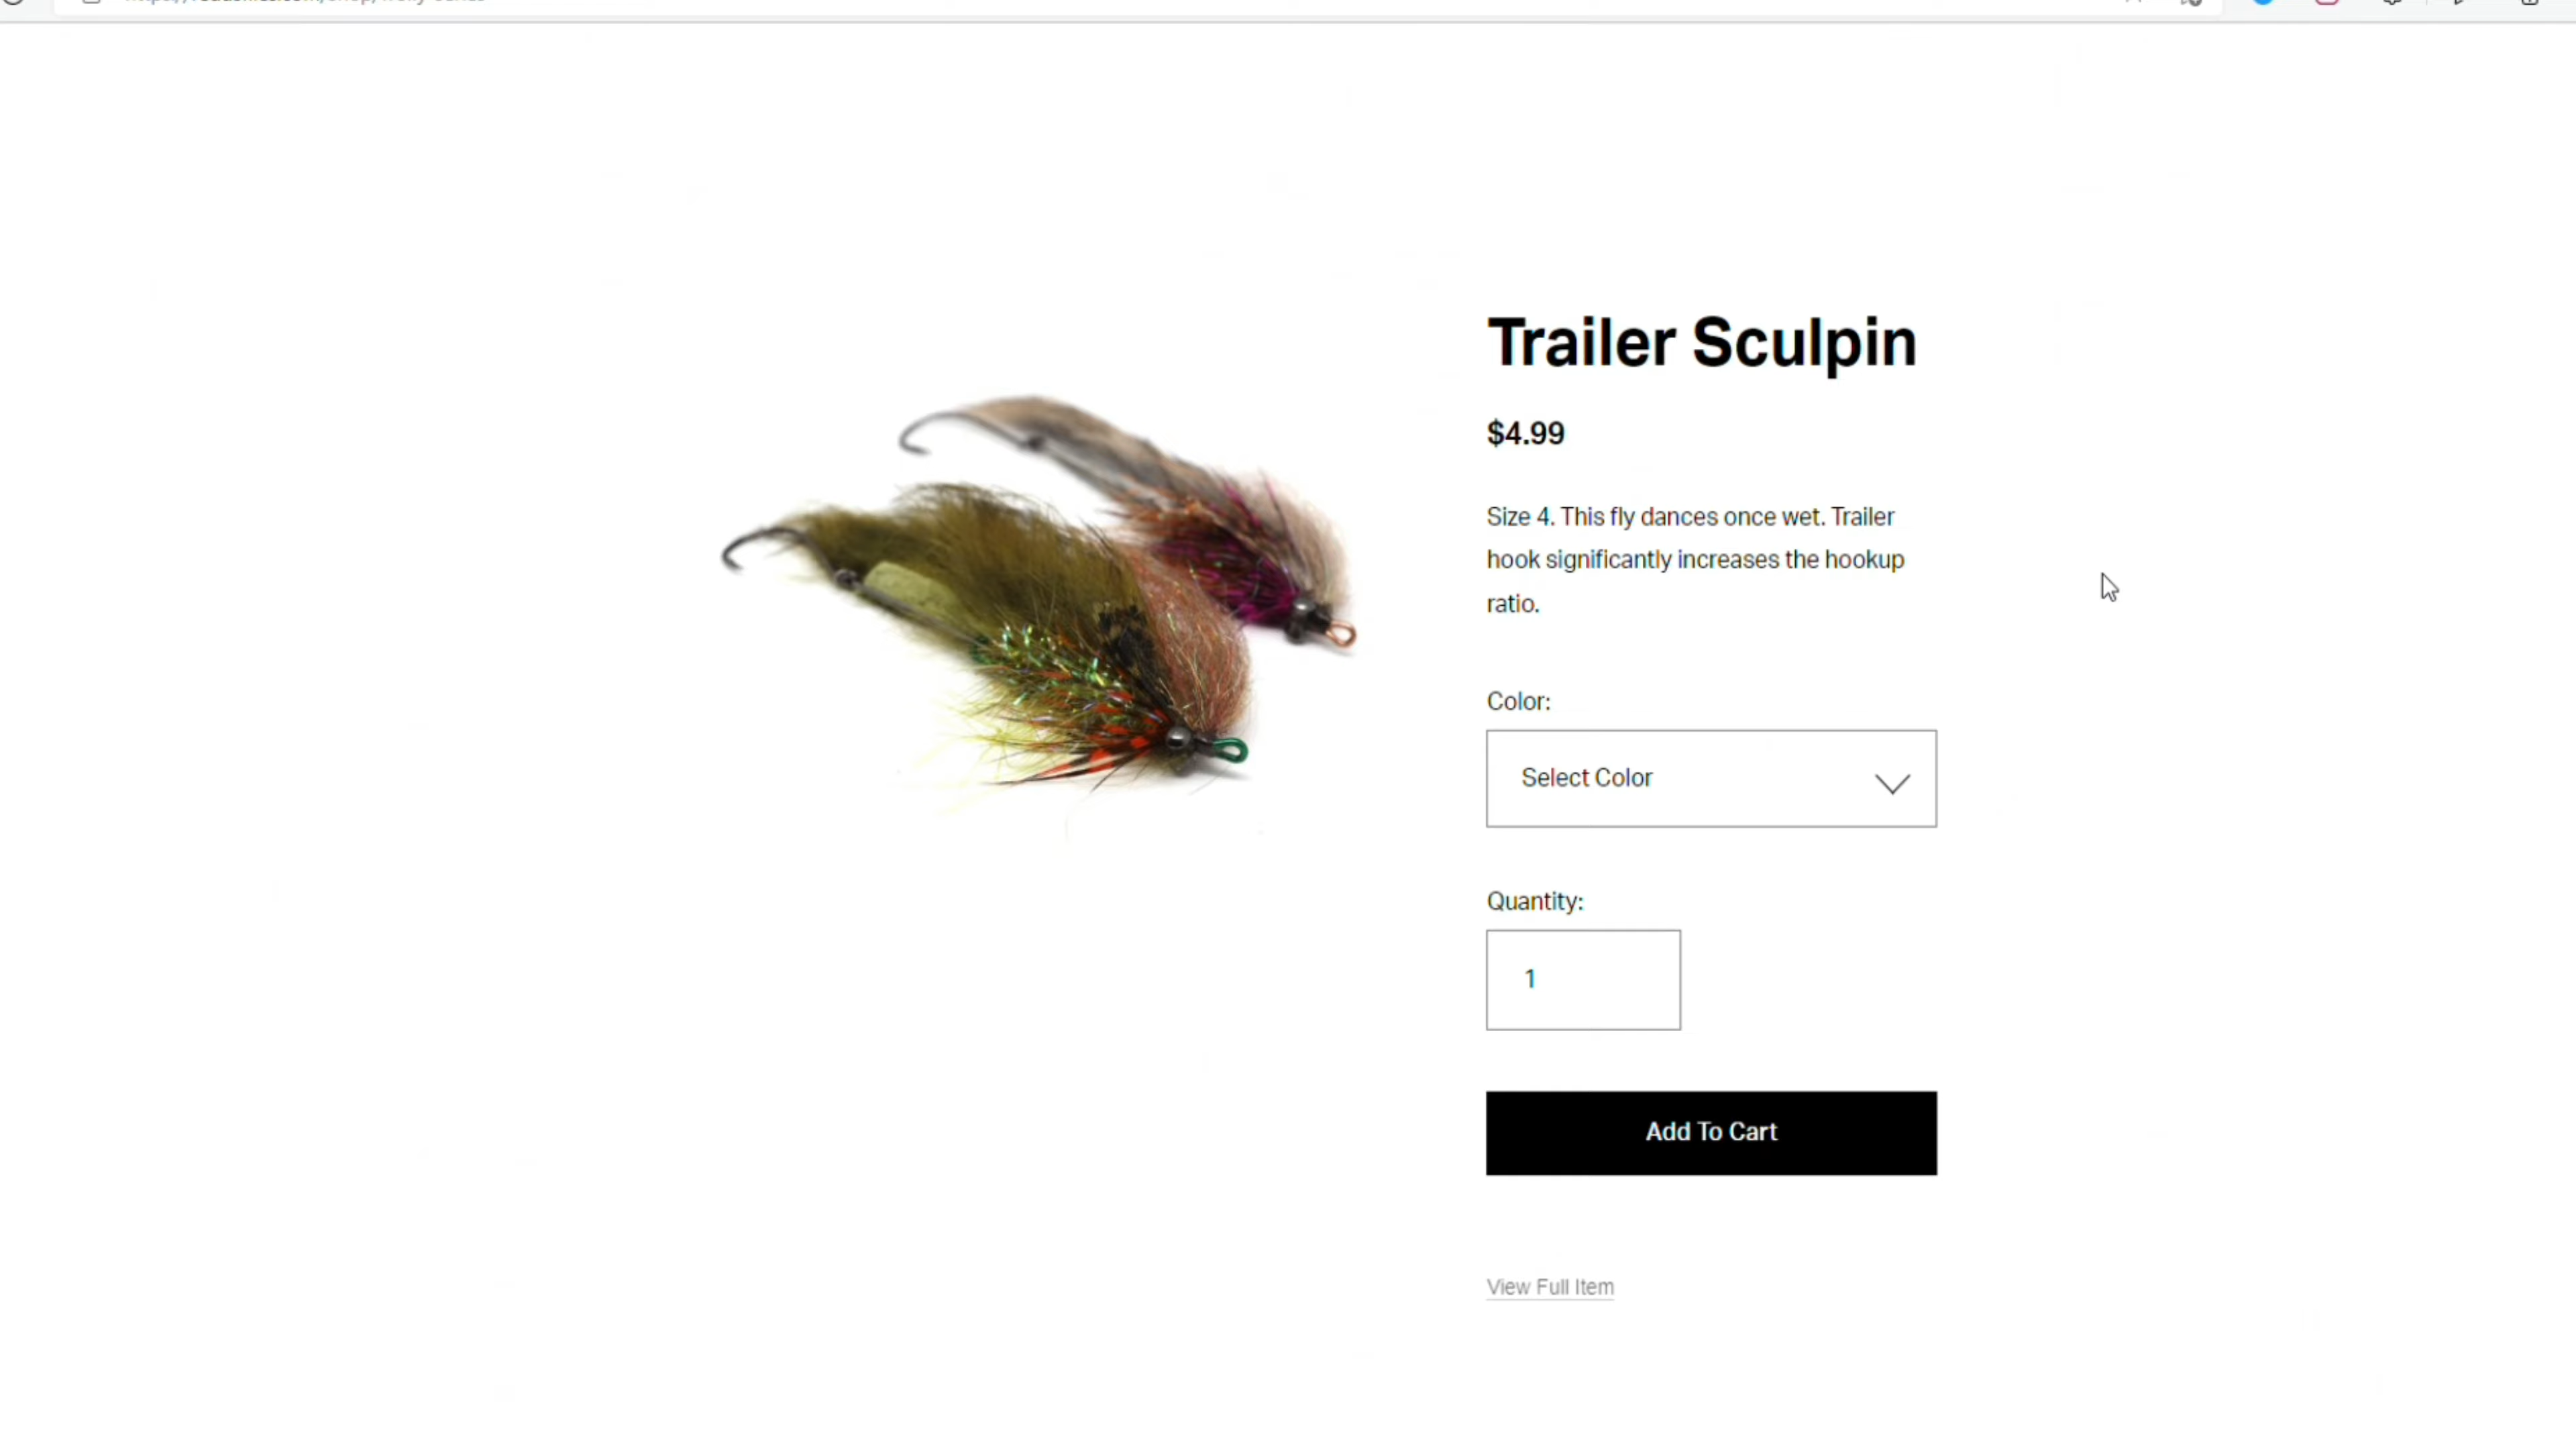 Trailer Sculpin
$4.99
Size 4. This fly dances once wet. Trailer
hook significantly increases the hookup
ratio.
Color:
Select Color
Quantity:
1
Add To Cart
View Full Item